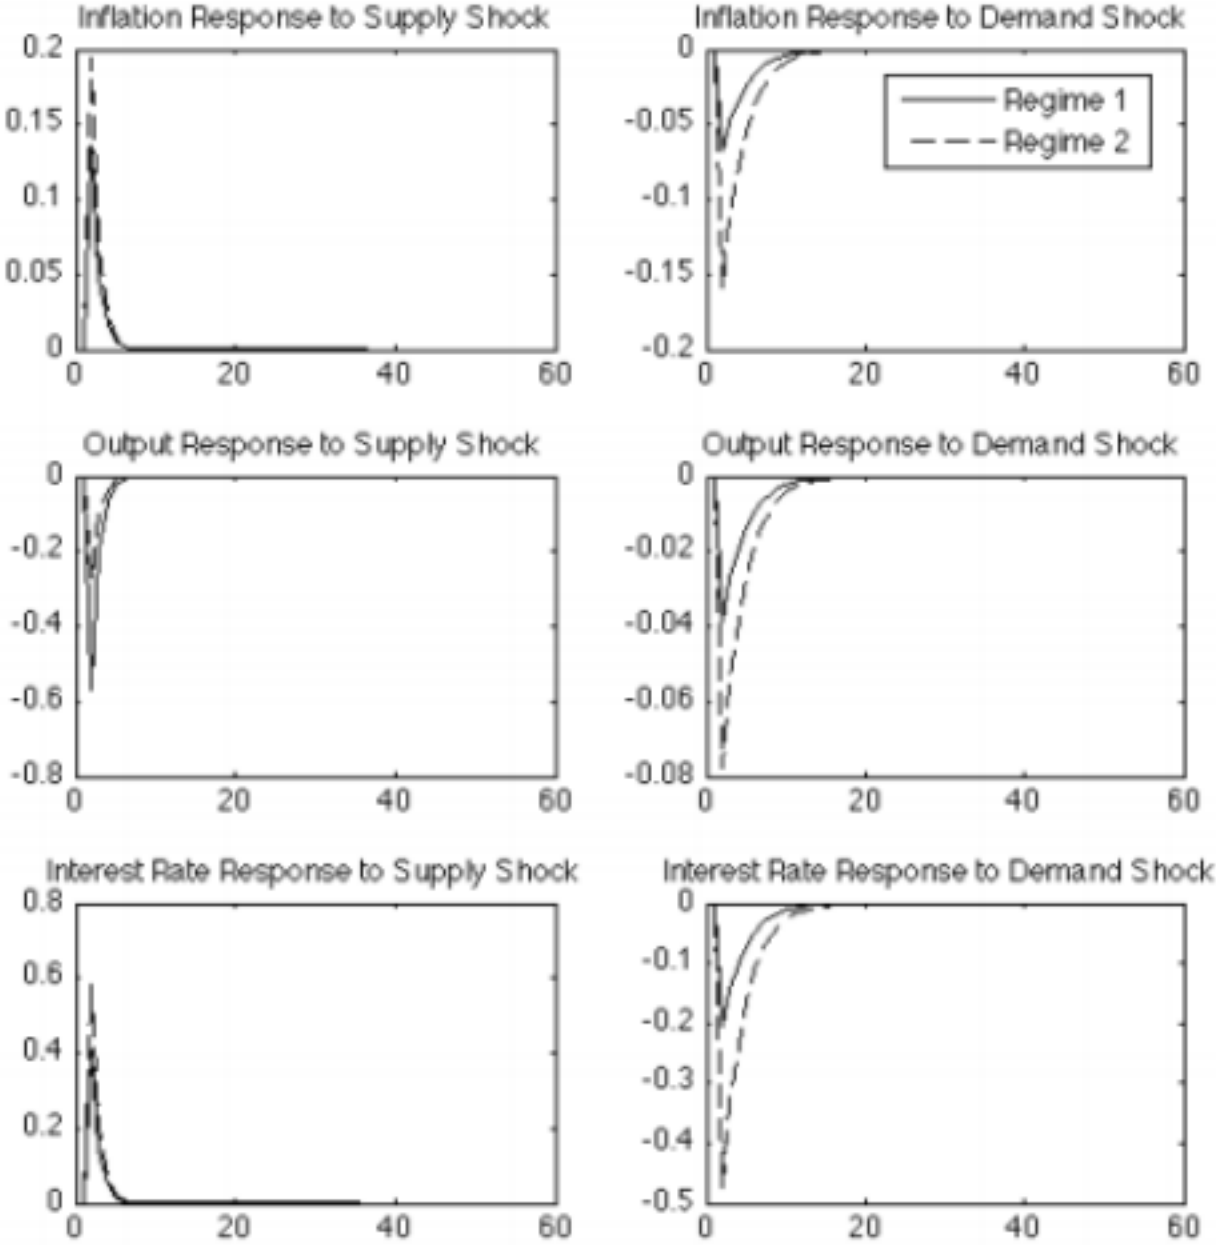 Inflation Response to Supply Shock
0.2
0.15
0.1
0.05
0
0 20 40 60
Inflation Response to Demand Shock
0
-0.05
-0.1
-0.15
-0.2
0 20 40 60
Regime 1
Regime 2
Output Response to Supply Shock
0
-0.2
-0.4
-0.6
-0.8
0 20 40 60
Output Response to Demand Shock
0
-0.02
-0.04
-0.06
-0.08
0 20 40 60
Interest Rate Response to Supply Shock
0.8
0.6
0.4
0.2
0
0 20 40 60
Interest Rate Response to Demand Shock
0
-0.1
-0.2
-0.3
-0.4
-0.5
0 20 40 60